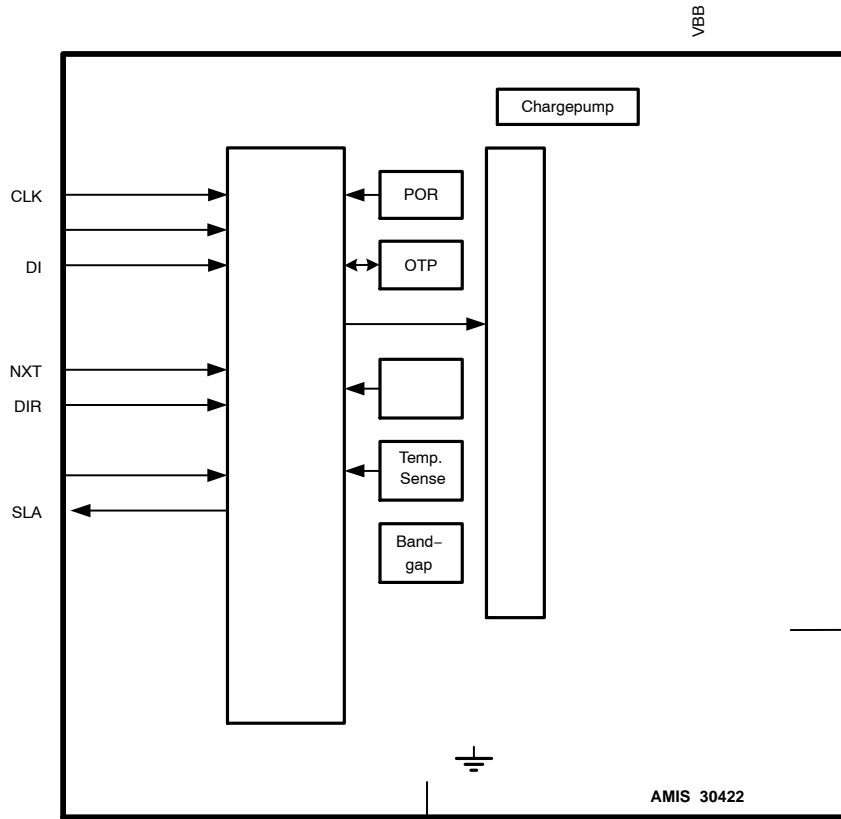 VBB
Chargepump
CLK
POR
DI
OTP
NXT
DIR
Temp.
Sense
SLA
Band−
gap
AMIS 30422